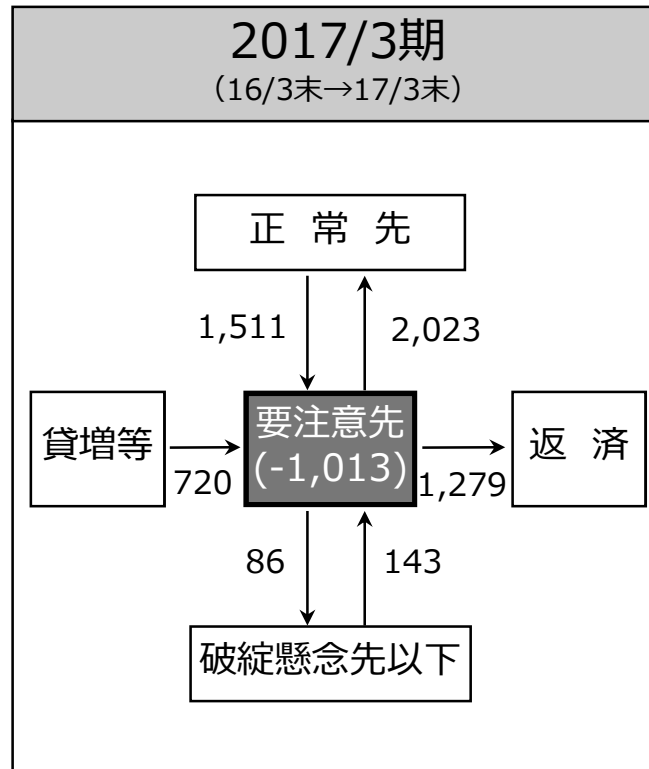 2017/3期
（16/3末→17/3末）
正 常 先
1,511
2,023
貸増等
720
要注意先
(-1,013)
1,279
返 済
86
143
破綻懸念先以下